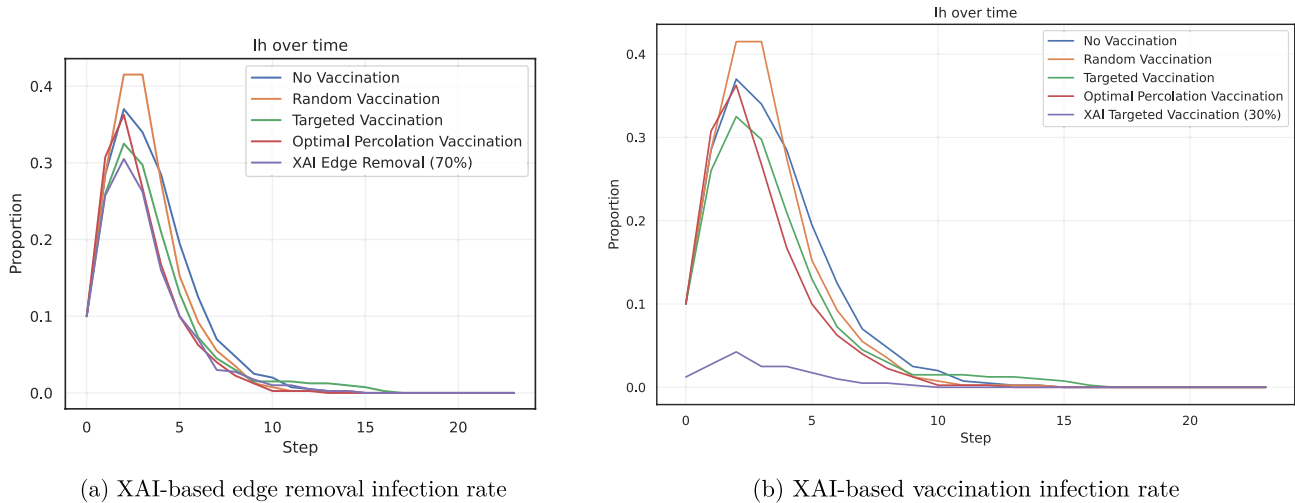 Ih over time
Proportion
0.4
0.3
0.2
0.1
0.0
No Vaccination
Random Vaccination
Targeted Vaccination
Optimal Percolation Vaccination
XAI Edge Removal (70%)
0 5 10 15 20
Step
(a) XAI-based edge removal infection rate
Ih over time
Proportion
0.4
0.3
0.2
0.1
0.0
No Vaccination
Random Vaccination
Targeted Vaccination
Optimal Percolation Vaccination
XAI Targeted Vaccination (30%)
0 5 10 15 20
Step
(b) XAI-based vaccination infection rate